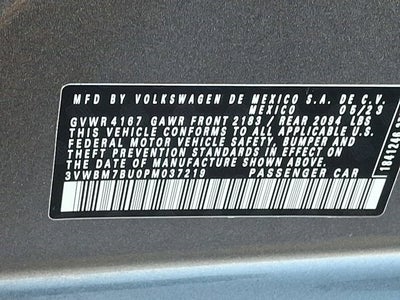 MFD BY VOLKSWAGEN DE MEXICO S.A. DE C.V.
MEXICO 06/23
GVWR 4167 GAWR FRONT 2183 / REAR 2094 LBS
THIS VEHICLE CONFORMS TO ALL APPLICABLE U.S.
FEDERAL MOTOR VEHICLE SAFETY, BUMPER AND
THEFT PREVENTION STANDARDS IN EFFECT ON THE
DATE OF MANUFACTURE SHOWN ABOVE.
3VWBM7BU0PM037219 PASSENGER CAR